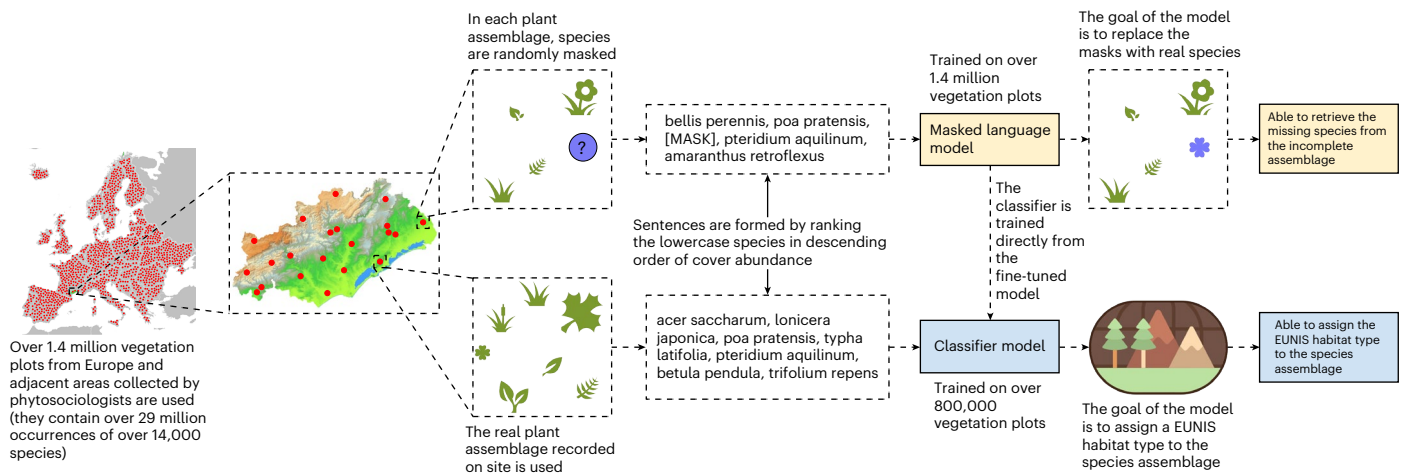 Over 1.4 million vegetation
plots from Europe and
adjacent areas collected by
phytosociologists are used
(they contain over 29 million
occurrences of over 14,000
species)
In each plant
assemblage, species
are randomly masked
?
The real plant
assemblage recorded
on site is used
bellis perennis, poa pratensis,
[MASK], pteridium aquilinum,
amaranthus retroflexus
Sentences are formed by ranking
the lowercase species in descending
order of cover abundance
acer saccharum, lonicera
japonica, poa pratensis, typha
latifolia, pteridium aquilinum,
betula pendula, trifolium repens
Trained on over
1.4 million
vegetation plots
Masked language
model
The
classifier is
trained
directly from
the
fine-tuned
model
Classifier model
Trained on over
800,000
vegetation plots
The goal of the model
is to replace the
masks with real species
The goal of the model
is to assign a EUNIS
habitat type to the
species assemblage
Able to retrieve the
missing species from
the incomplete
assemblage
Able to assign the
EUNIS habitat type
to the species
assemblage